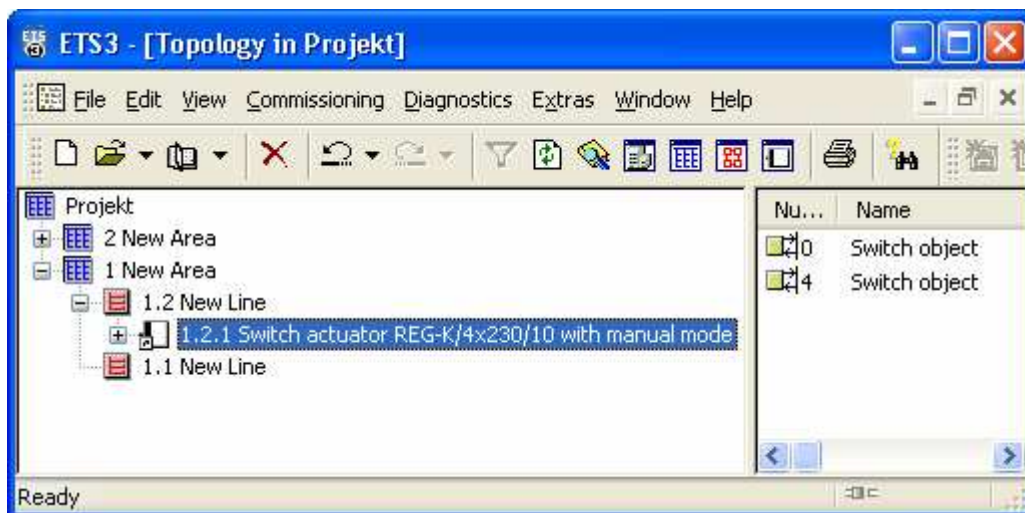 ETS3 - [Topology in Projekt]
File Edit View Commissioning Diagnostics Extras Window Help
Projekt
2 New Area
1 New Area
1.2 New Line
1.2.1 Switch actuator REG-K/4x230/10 with manual mode
1.1 New Line
Nu... Name
0 Switch object
4 Switch object
Ready